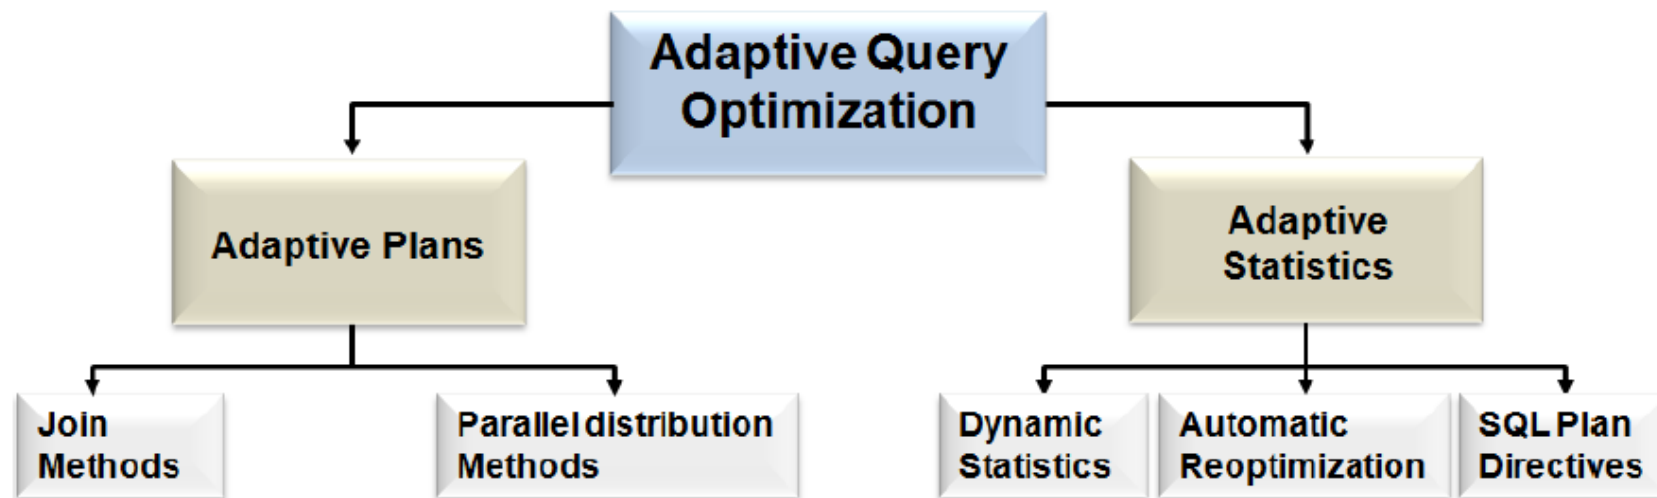 Adaptive Query
Optimization
Adaptive Plans
Adaptive
Statistics
Join
Methods
Parallel distribution
Methods
Dynamic
Statistics
Automatic
Reoptimization
SQL Plan
Directives